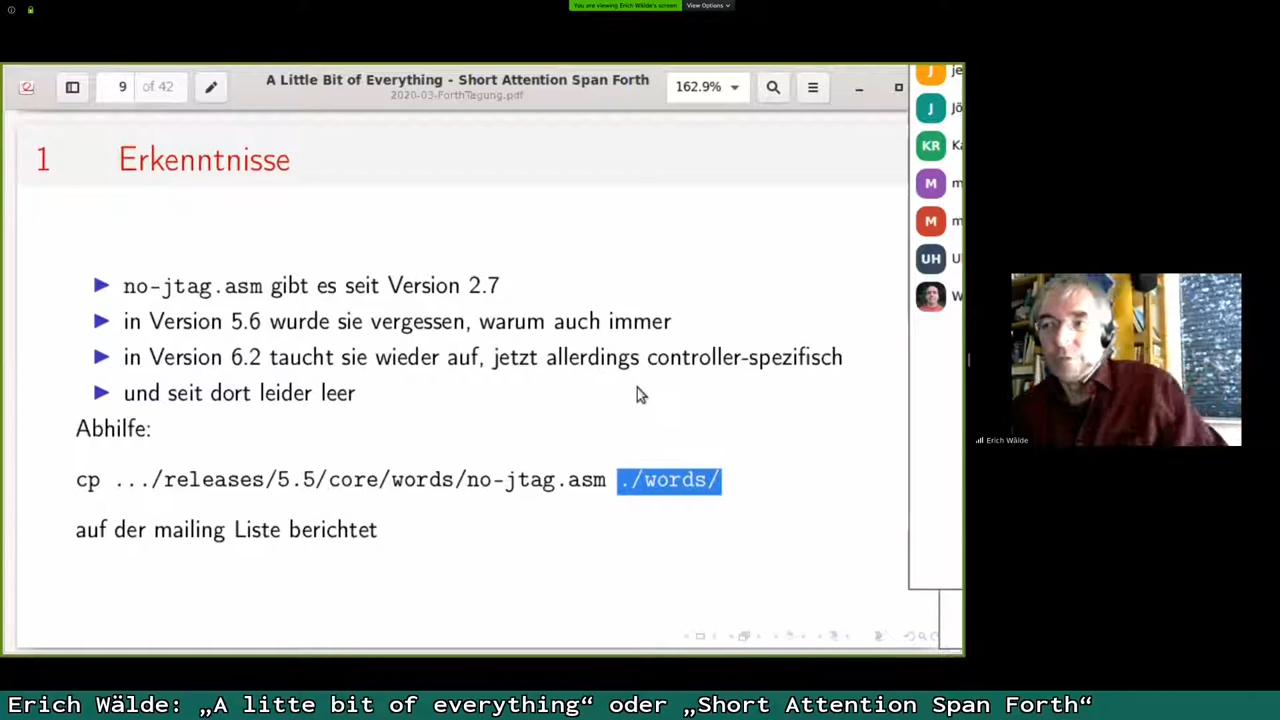 You are viewing Erich Wälde's screen
View Options
A Little Bit of Everything - Short Attention Span Forth
2020-03-ForthTagung.pdf
9 of 42
162.9%
1 Erkenntnisse
no-jtag.asm gibt es seit Version 2.7
in Version 5.6 wurde sie vergessen, warum auch immer
in Version 6.2 taucht sie wieder auf, jetzt allerdings controller-spezifisch
und seit dort leider leer
Abhilfe:
cp .../releases/5.5/core/words/no-jtag.asm ./words/
auf der mailing Liste berichtet
J je
J Jö
KR Ka
M m
M m
UH U
W
Erich Wälde
Erich Wälde: „A litte bit of everything“ oder „Short Attention Span Forth“